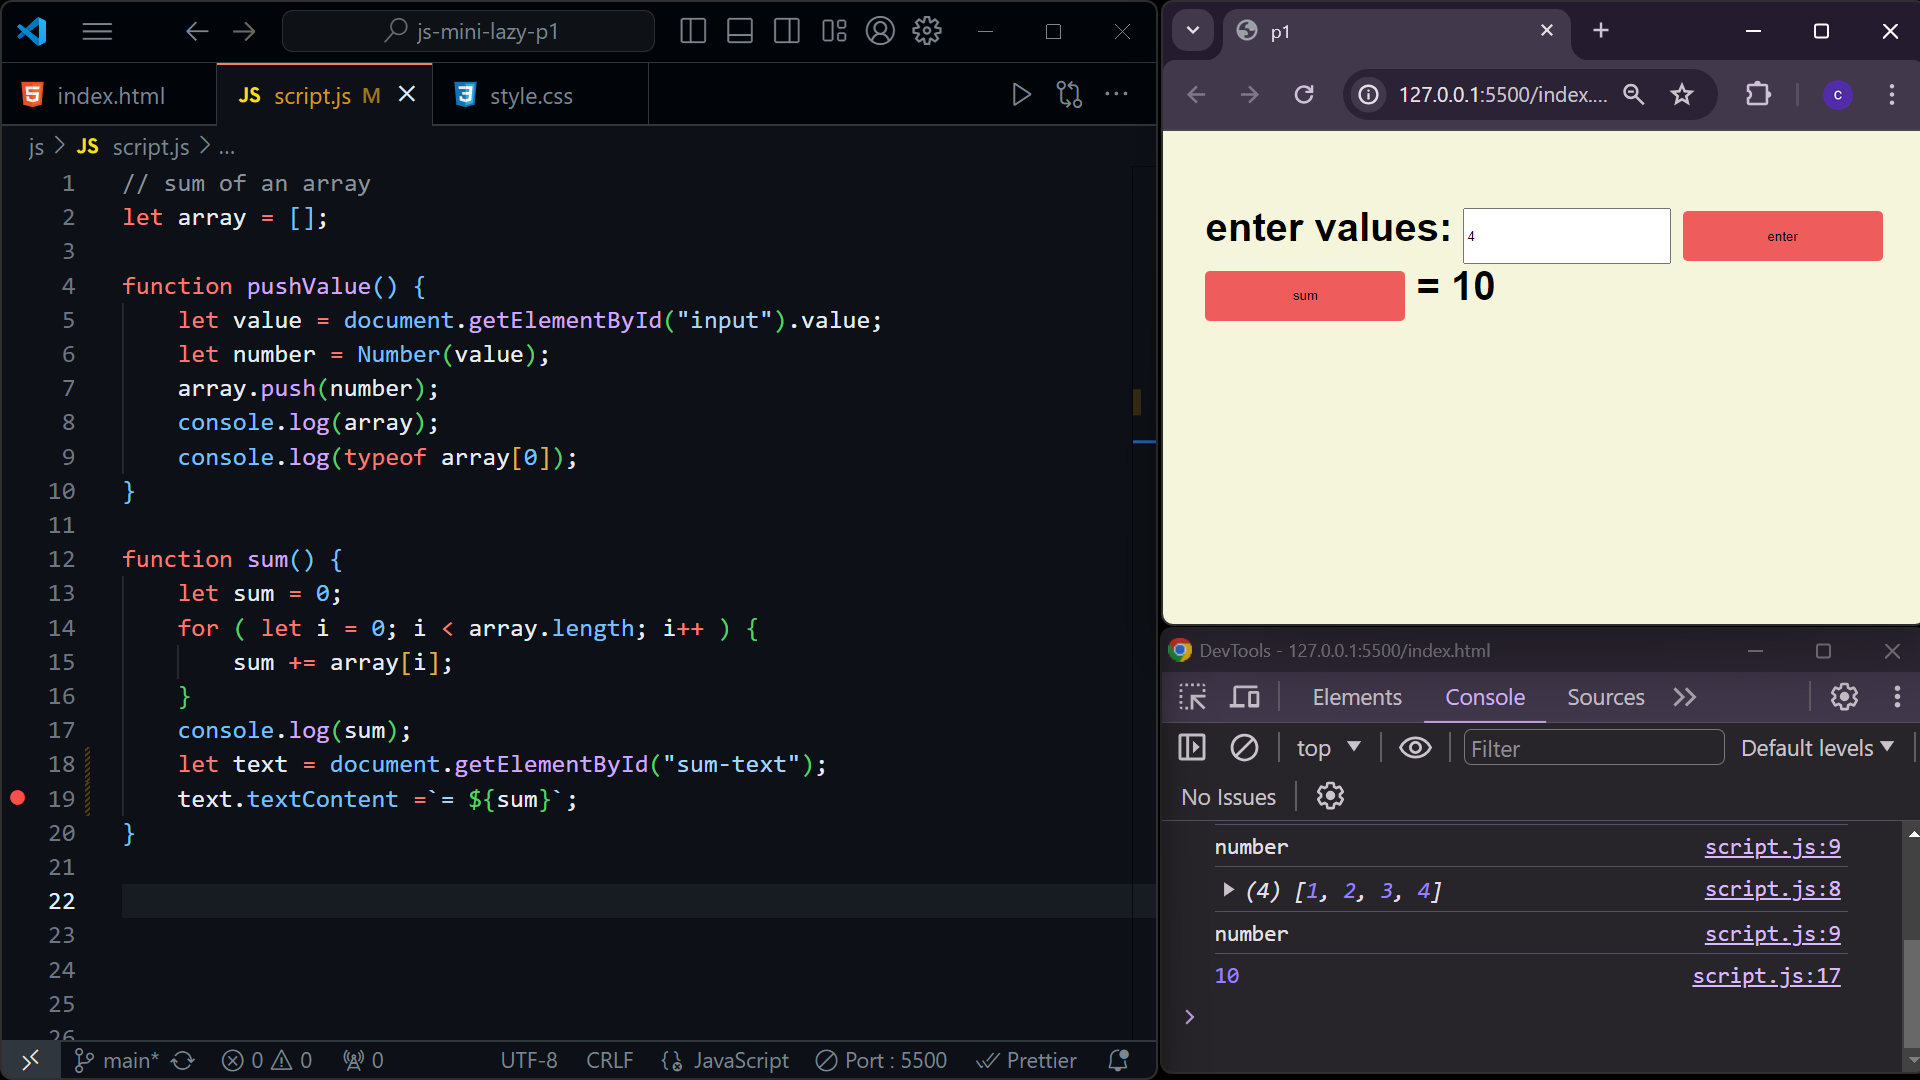 js-mini-lazy-p1
index.html
JS script.js M
style.css
js > JS script.js > ...
1 // sum of an array
2 let array = [];
3
4 function pushValue() {
5 let value = document.getElementById("input").value;
6 let number = Number(value);
7 array.push(number);
8 console.log(array);
9 console.log(typeof array[0]);
10 }
11
12 function sum() {
13 let sum = 0;
14 for ( let i = 0; i < array.length; i++ ) {
15 sum += array[i];
16 }
17 console.log(sum);
18 let text = document.getElementById("sum-text");
19 text.textContent =`= ${sum}`;
20 }
21
22
23
24
25
26
main* 0 0 0 UTF-8 CRLF JavaScript Port : 5500 Prettier
p1
127.0.0.1:5500/index....
c
enter values: 4 enter
sum = 10
DevTools - 127.0.0.1:5500/index.html
Elements Console Sources
top Filter Default levels
No Issues
number script.js:9
(4) [1, 2, 3, 4] script.js:8
number script.js:9
10 script.js:17